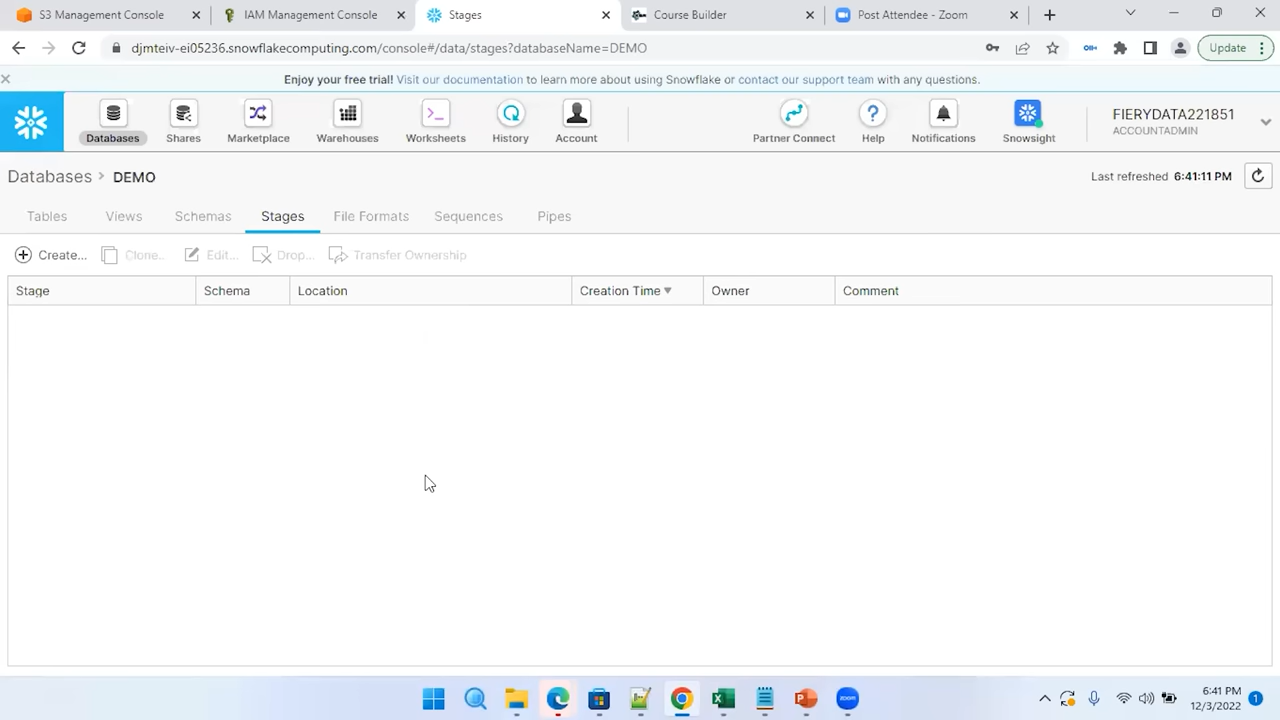 S3 Management Console
IAM Management Console
Stages
Course Builder
Post Attendee - Zoom
djmteiv-ei05236.snowflakecomputing.com/console#/data/stages?databaseName=DEMO
Update
Enjoy your free trial! Visit our documentation to learn more about using Snowflake or contact our support team with any questions.
Databases
Shares
Marketplace
Warehouses
Worksheets
History
Account
Partner Connect
Help
Notifications
Snowsight
FIERYDATA221851
ACCOUNTADMIN
Databases > DEMO
Last refreshed 6:41:11 PM
Tables
Views
Schemas
Stages
File Formats
Sequences
Pipes
Create...
Clone...
Edit...
Drop...
Transfer Ownership
Stage
Schema
Location
Creation Time
Owner
Comment
zoom
6:41 PM
12/3/2022
1